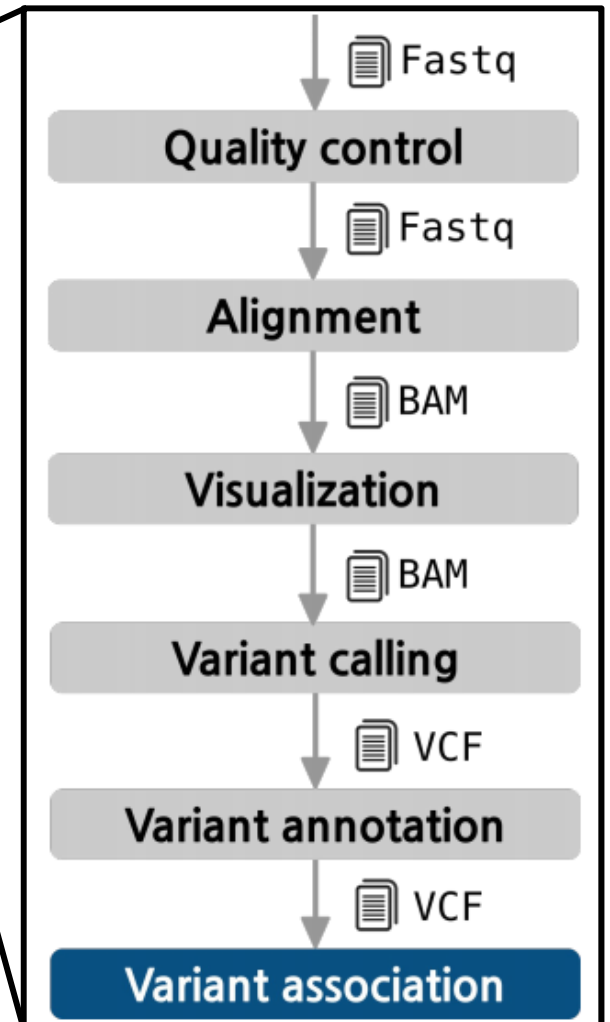 Fastq
Quality control
Fastq
Alignment
BAM
Visualization
BAM
Variant calling
VCF
Variant annotation
VCF
Variant association